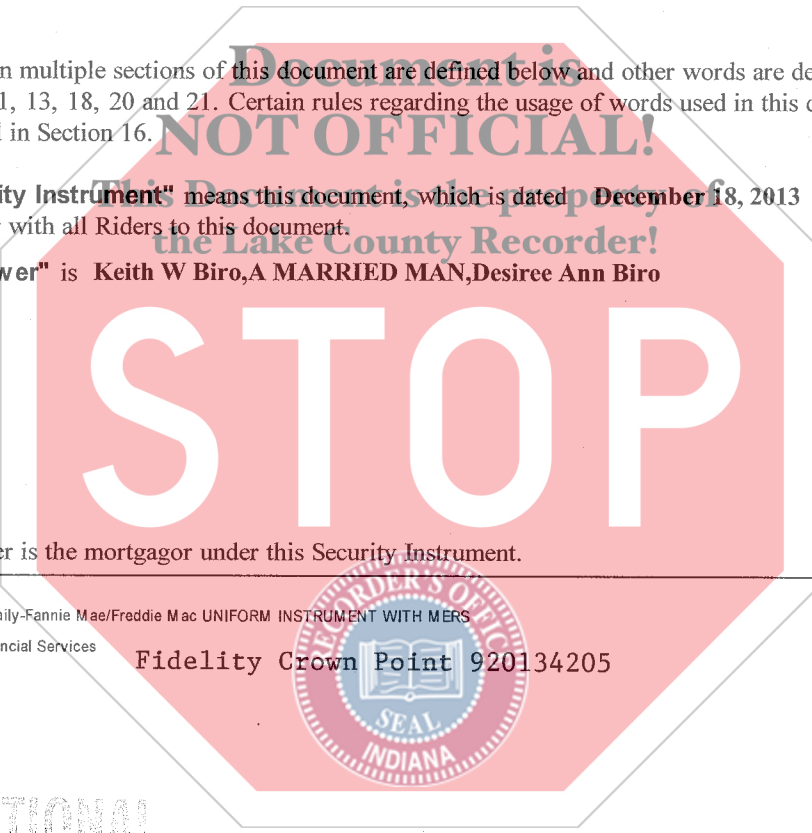 Document is
n multiple sections of this document are defined below and other words are de
1, 13, 18, 20 and 21. Certain rules regarding the usage of words used in this
NOT OFFICIAL!
in Section 16.
ity Instrument" means this document, which is dated December 18, 2013
This Document is the property of
with all Riders to this document.
the Lake County Recorder!
wer" is Keith W Biro,A MARRIED MAN,Desiree Ann Biro
STOP
er is the mortgagor under this Security Instrument.
ily-Fannie Mae/Freddie Mac UNIFORM INSTRUMENT WITH MERS
ncial Services
Fidelity Crown Point 920134205
RECORDER'S OFFICE
SEAL
INDIANA
TIONAL